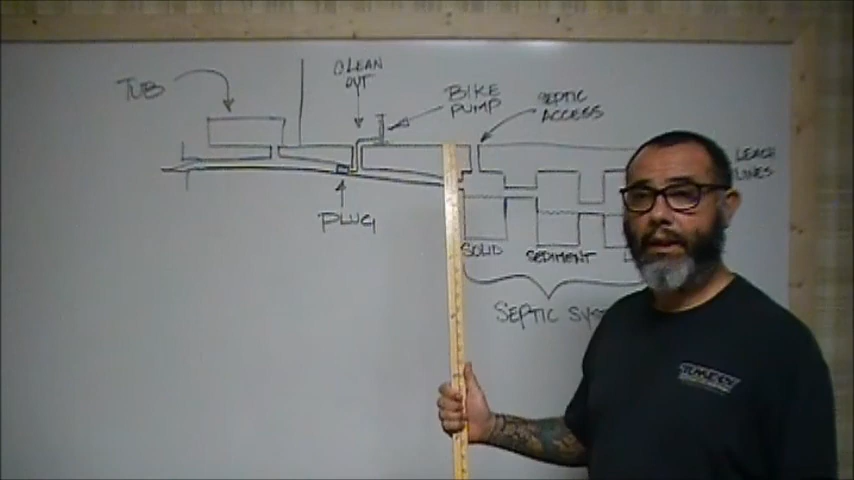 TUB
CLEAN
OUT
BIKE
PUMP
SEPTIC
ACCESS
LEACH
LINES
PLUG
SOLID
SEDIMENT
SEPTIC SYS